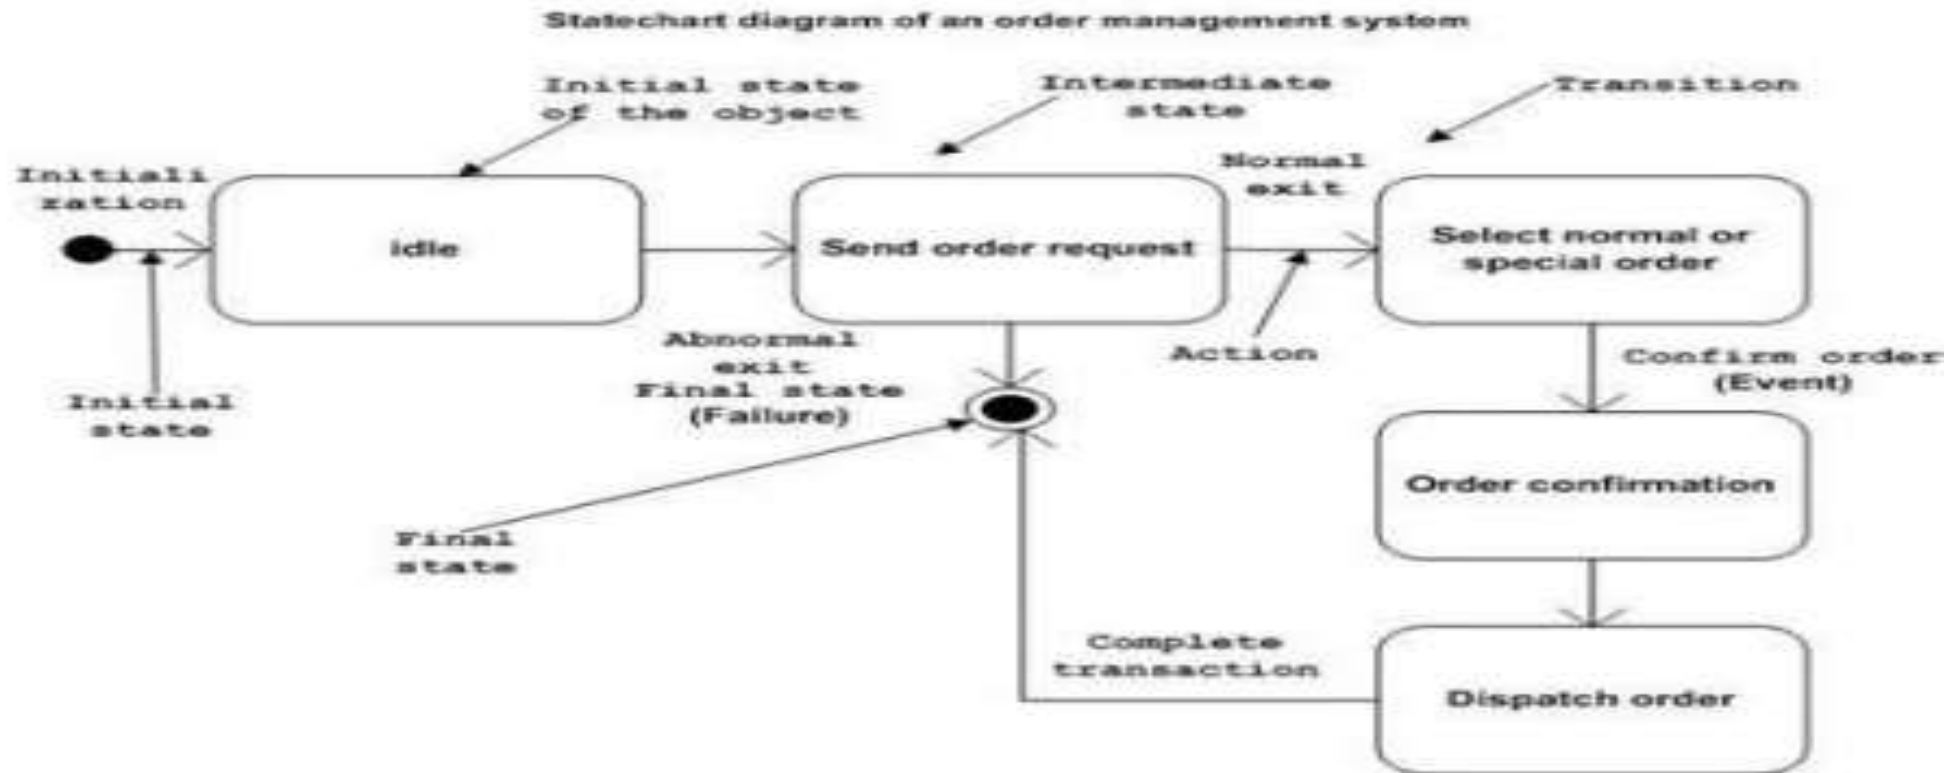 Statechart diagram of an order management system
Initial state
of the object
Intermediate
state
Transition
Initiali
zation
Normal
exit
idle
Send order request
Select normal or
special order
Initial
state
Abnormal
exit
Final state
(Failure)
Action
Confirm order
(Event)
Order confirmation
Final
state
Complete
transaction
Dispatch order